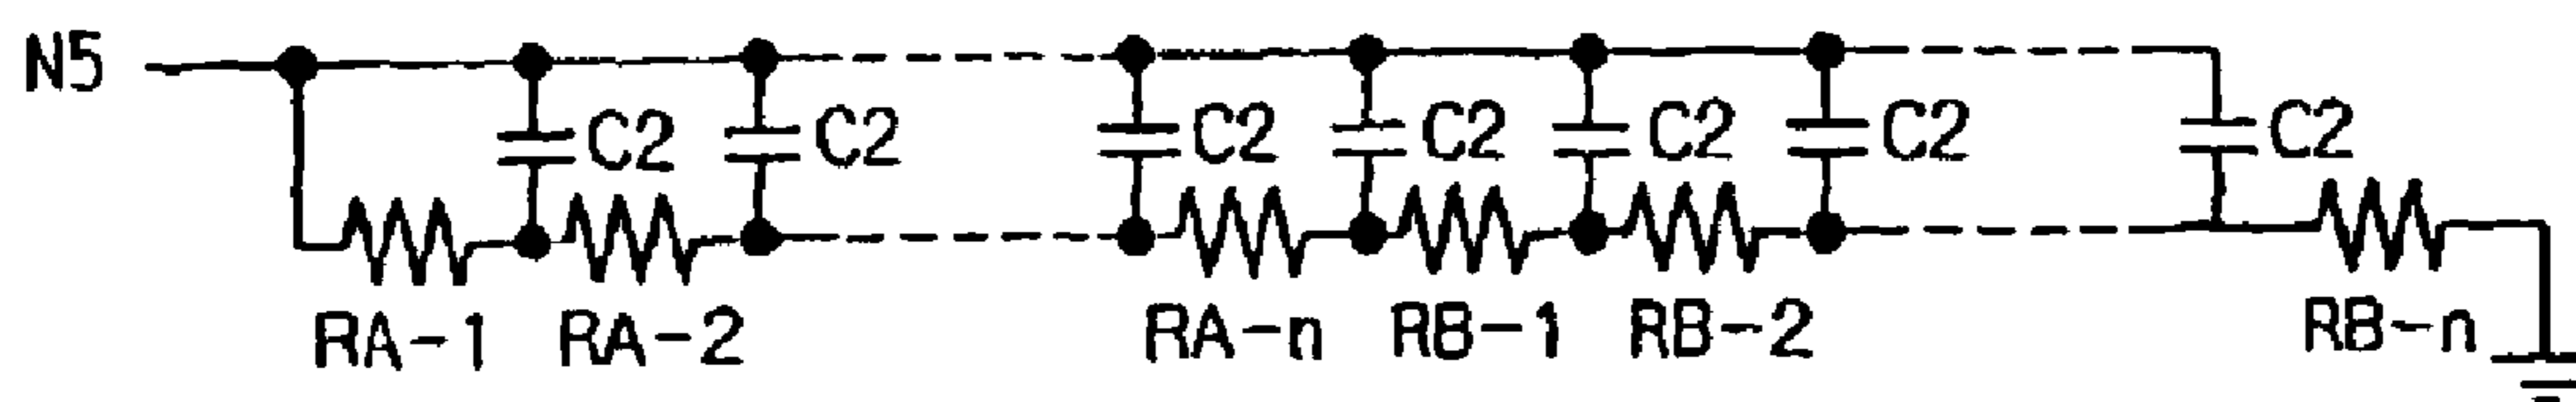 N5
C2 C2 C2 C2 C2 C2 C2
RA-1 RA-2 RA-n RB-1 RB-2 RB-n